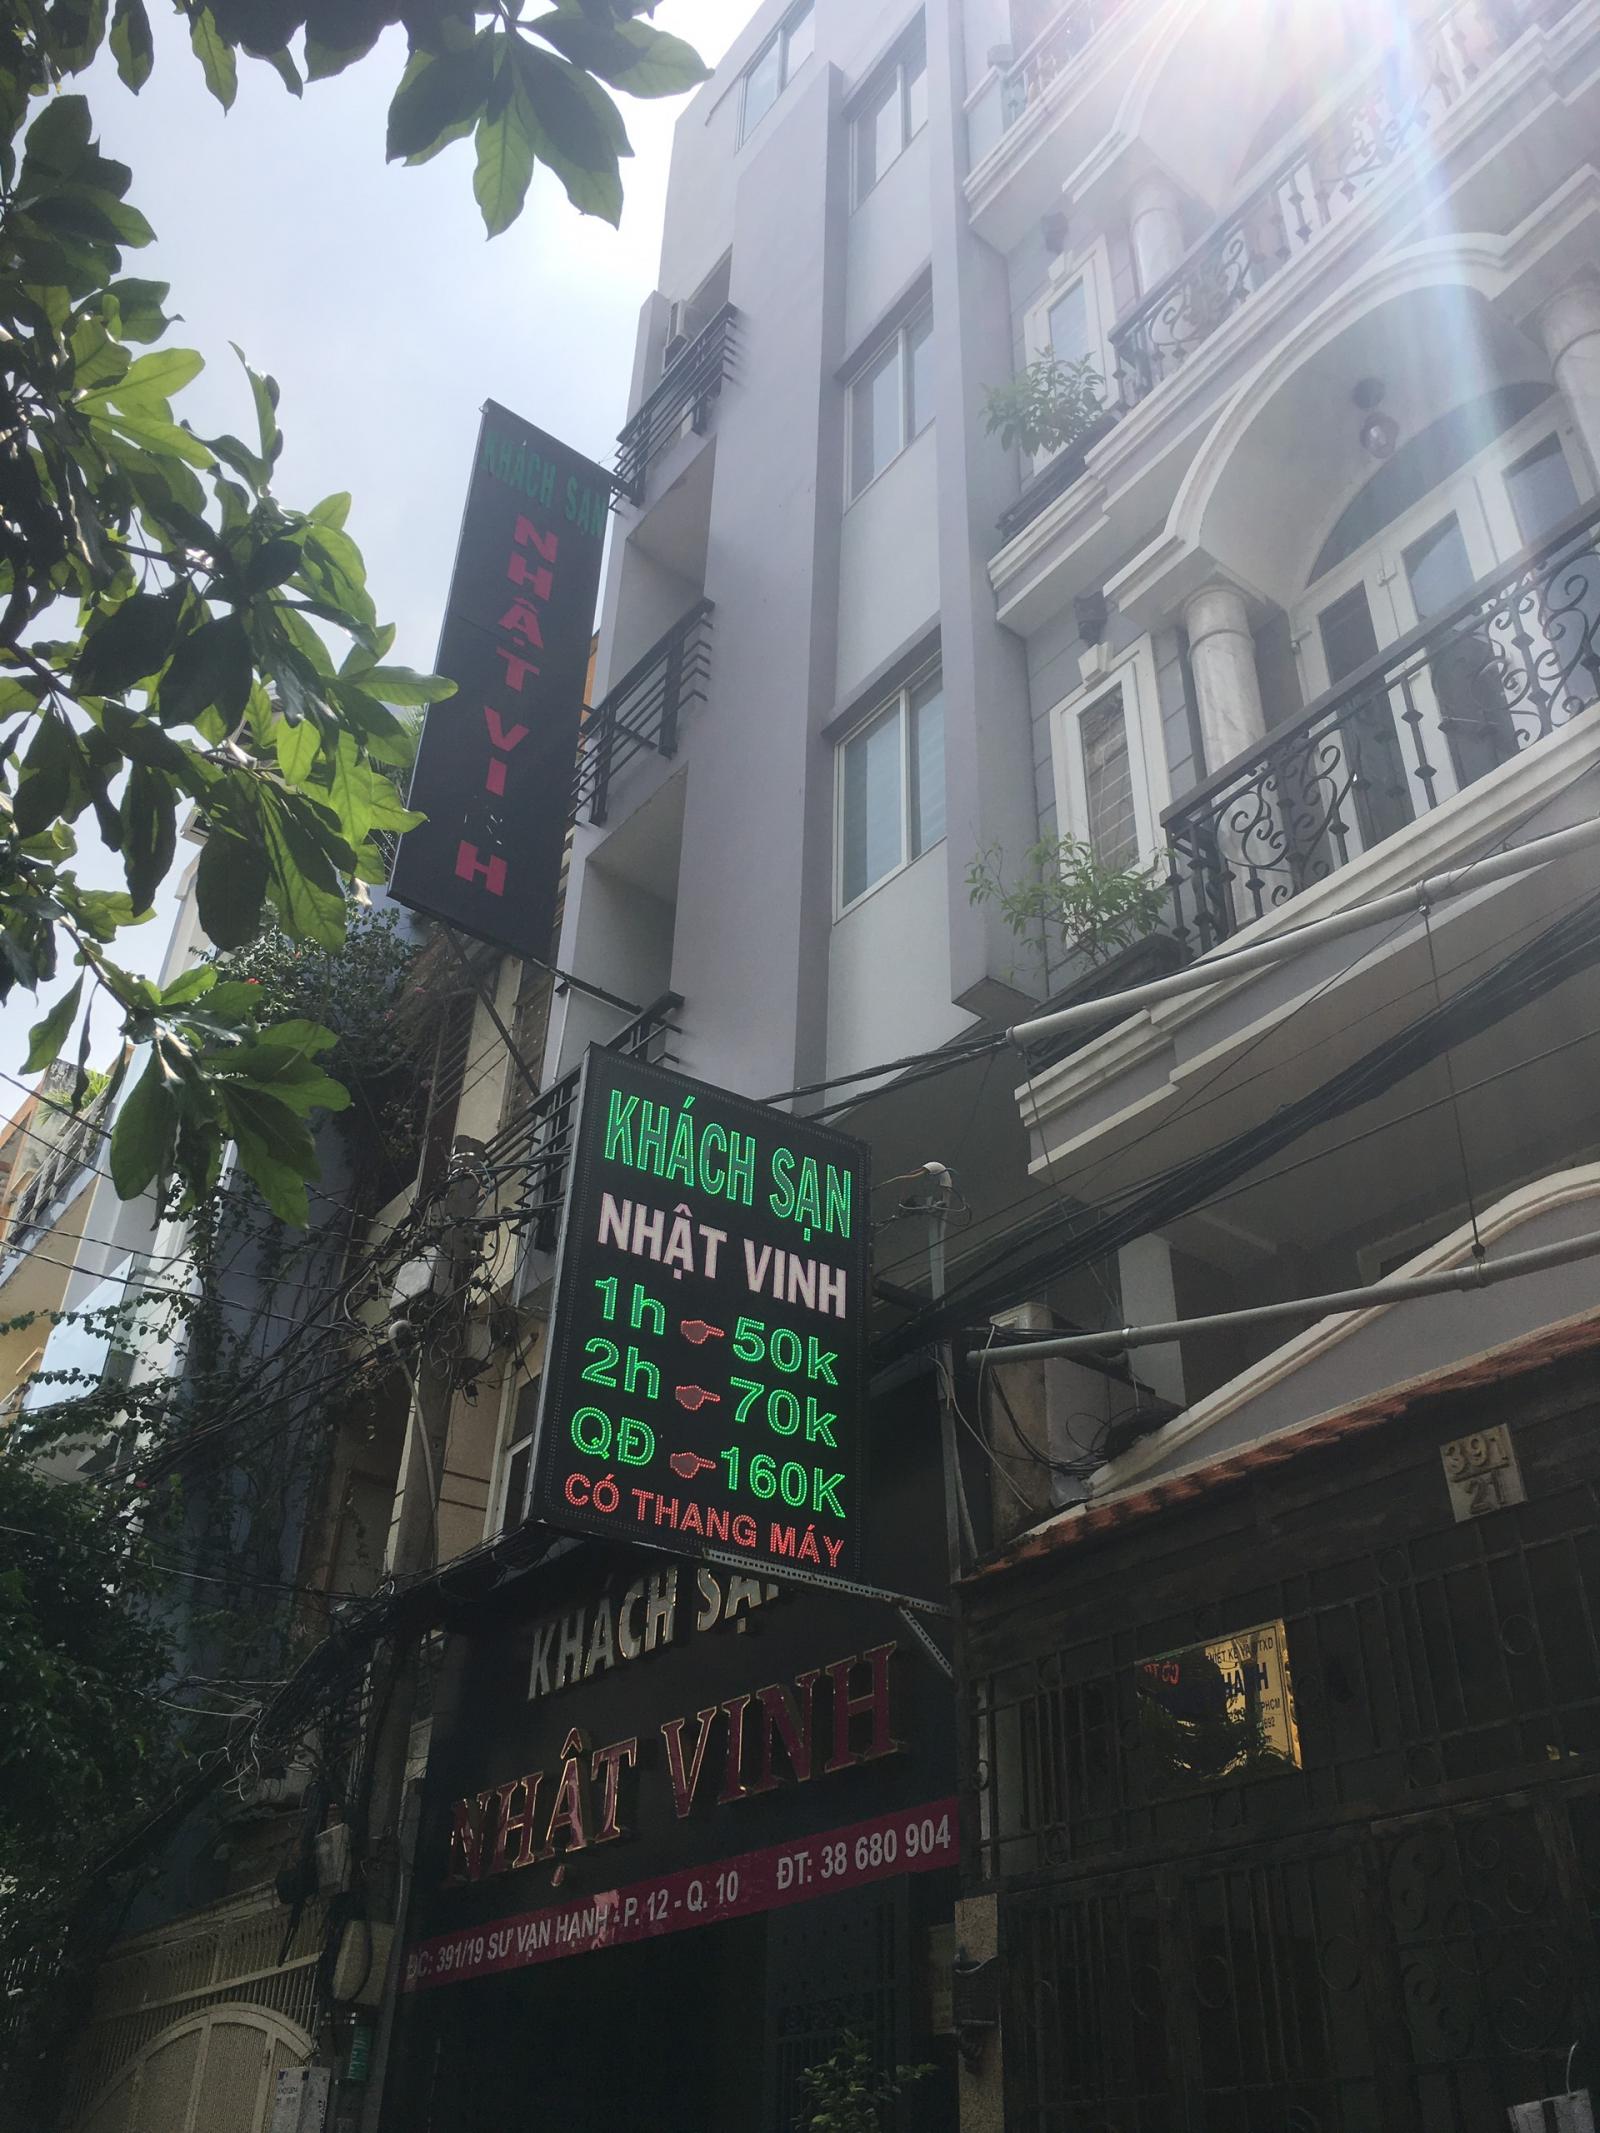 KHÁCH SẠN
NHẬT VINH
KHÁCH SẠN
NHẬT VINH
1h 50k
2h 70k
QĐ 160K
CÓ THANG MÁY
KHÁCH
NHẬT VINH
ĐC: 391/19 SƯ VẠN HẠNH - P. 12 - Q. 10 ĐT: 38 680 904
391
21